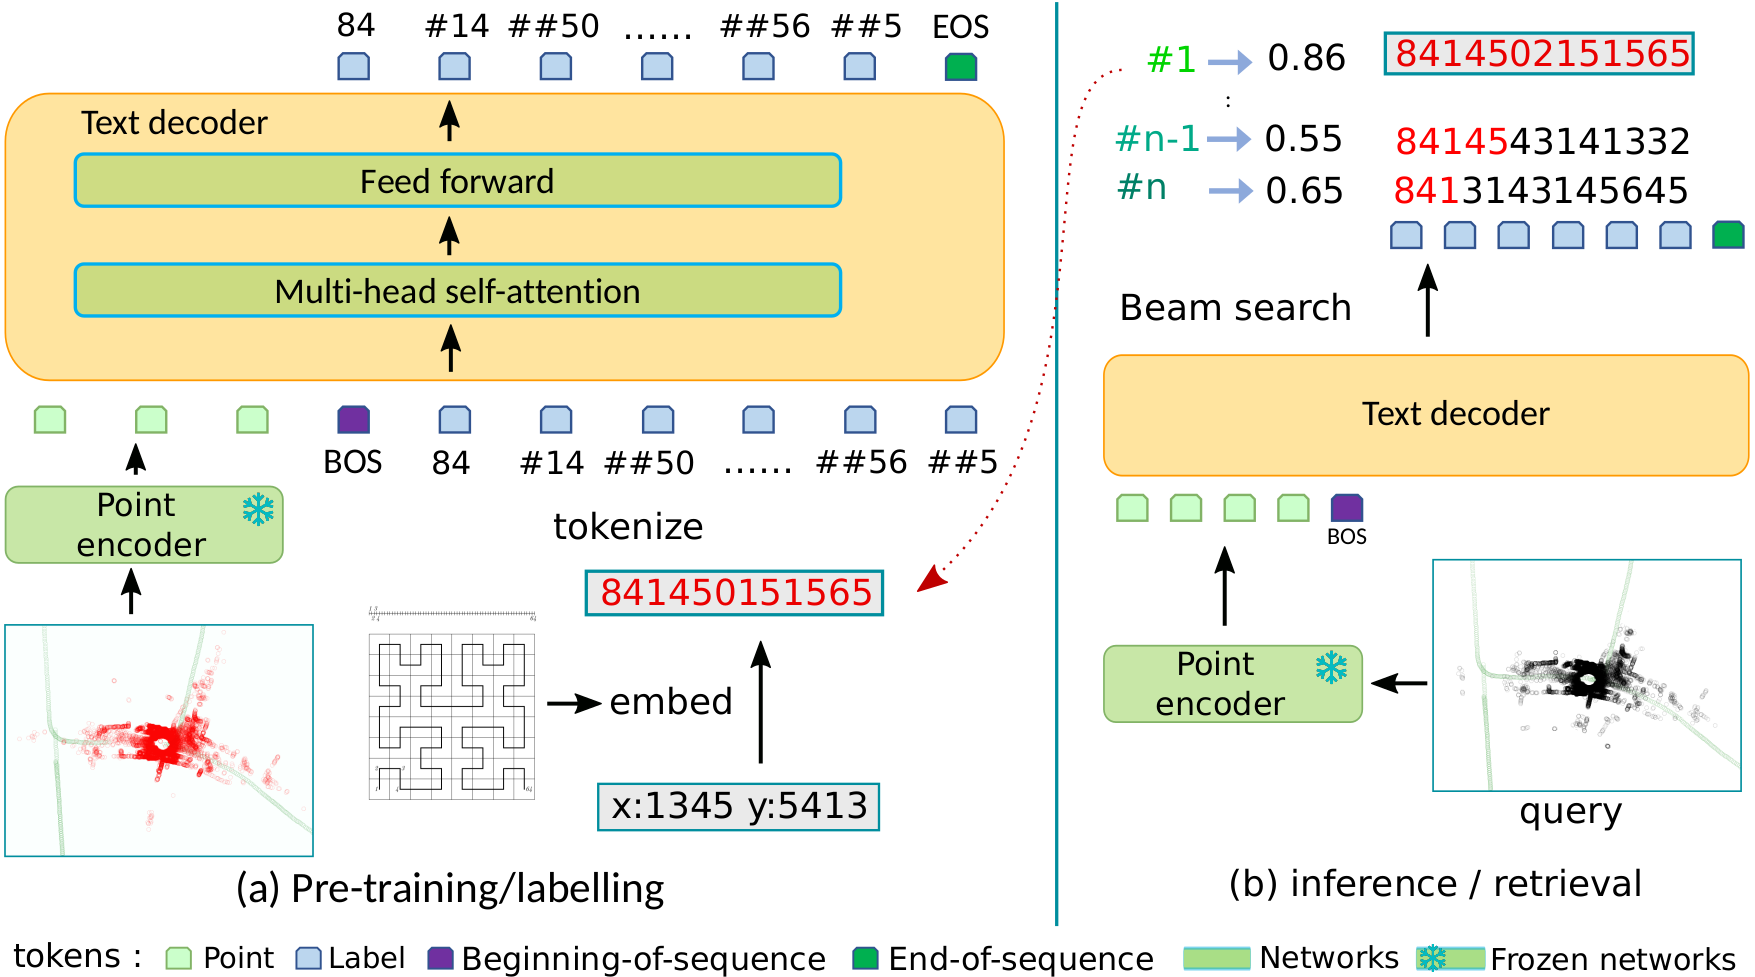 84 #14 ##50 ...... ##56 ##5 EOS
Text decoder
Feed forward
Multi-head self-attention
BOS 84 #14 ##50 ...... ##56 ##5
Point
encoder
tokenize
841450151565
embed
x:1345 y:5413
(a) Pre-training/labelling
#1 0.86 8414502151565
:
#n-1 0.55 8414543141332
#n 0.65 8413143145645
Beam search
Text decoder
BOS
Point
encoder
query
(b) inference / retrieval
tokens : Point Label Beginning-of-sequence End-of-sequence Networks Frozen networks